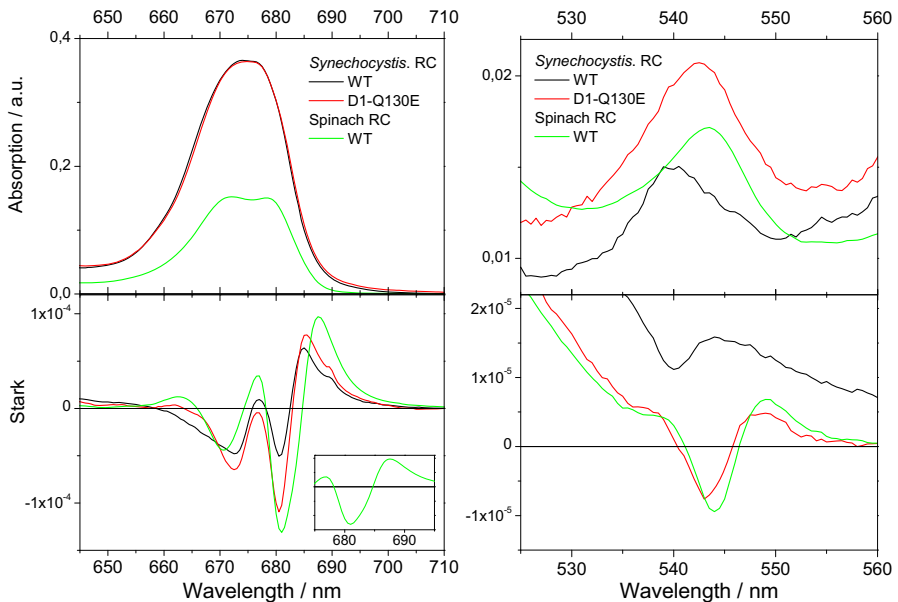 650 660 670 680 690 700 710
530 540 550 560
0,4
Absorption / a.u.
0,2
0,0
Synechocystis. RC
WT
D1-Q130E
Spinach RC
WT
0,02
0,01
Synechocystis. RC
WT
D1-Q130E
Spinach RC
WT
1x10⁻⁴
Stark
0
-1x10⁻⁴
680 690
2x10⁻⁵
1x10⁻⁵
0
-1x10⁻⁵
650 660 670 680 690 700 710
Wavelength / nm
530 540 550 560
Wavelength / nm